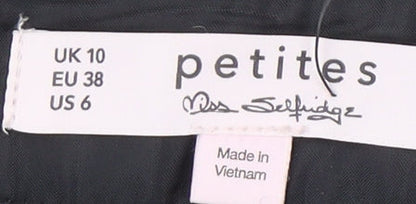 UK 10
EU 38
US 6
petites
Miss Selfridge
Made in
Vietnam